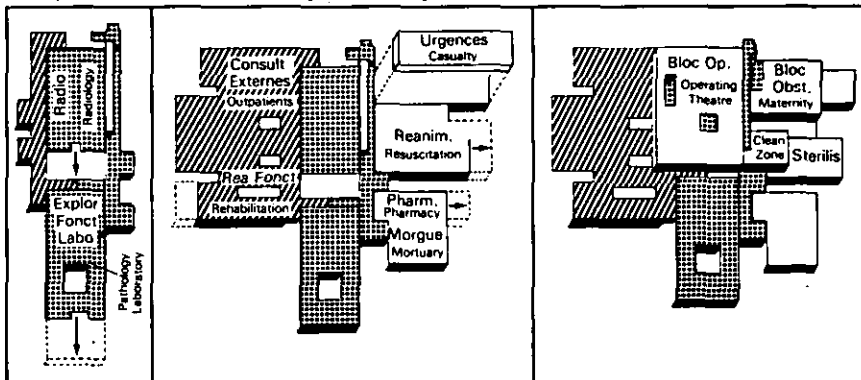 Radio
Radiology
Explor
Fonct
Labo
Pathology
Laboratory
Consult
Externes
Outpatients
Rea Fonct
Rehabilitation
Urgences
Casualty
Reanim.
Resuscitation
Pharm.
Pharmacy
Morgue
Mortuary
Bloc Op.
Operating
Theatre
Bloc
Obst.
Maternity
Clean
Zone
Sterilis